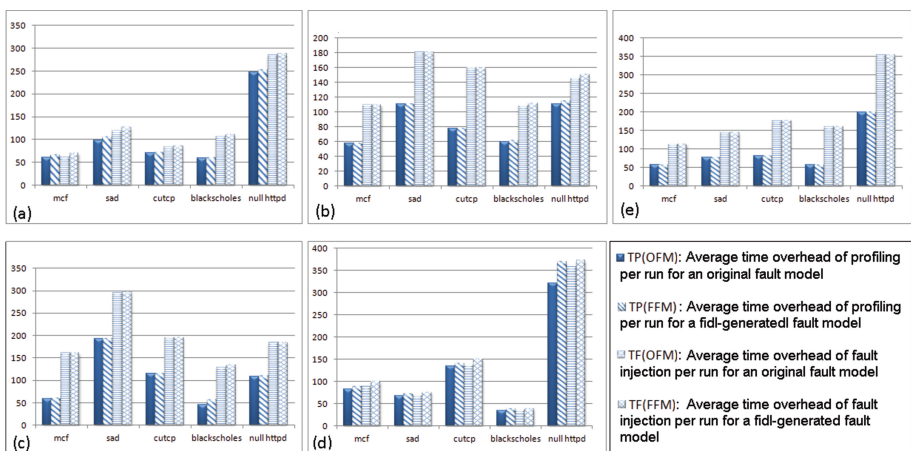 350
300
250
200
150
100
50
0
mcf sad cutcp blackscholes null httpd
(a)
200
180
160
140
120
100
80
60
40
20
0
mcf sad cutcp blackscholes null httpd
(b)
400
350
300
250
200
150
100
50
0
mcf sad cutcp blackscholes null httpd
(e)
350
300
250
200
150
100
50
0
mcf sad cutcp blackscholes null httpd
(c)
400
350
300
250
200
150
100
50
0
mcf sad cutcp blackscholes null httpd
(d)
TP(OFM): Average time overhead of profiling
per run for an original fault model
TP(FFM) : Average time overhead of profiling
per run for a fidl-generatedl fault model
TF(OFM): Average time overhead of fault
injection per run for an original fault model
TF(FFM): Average time overhead of fault
injection per run for a fidl-generated fault
model